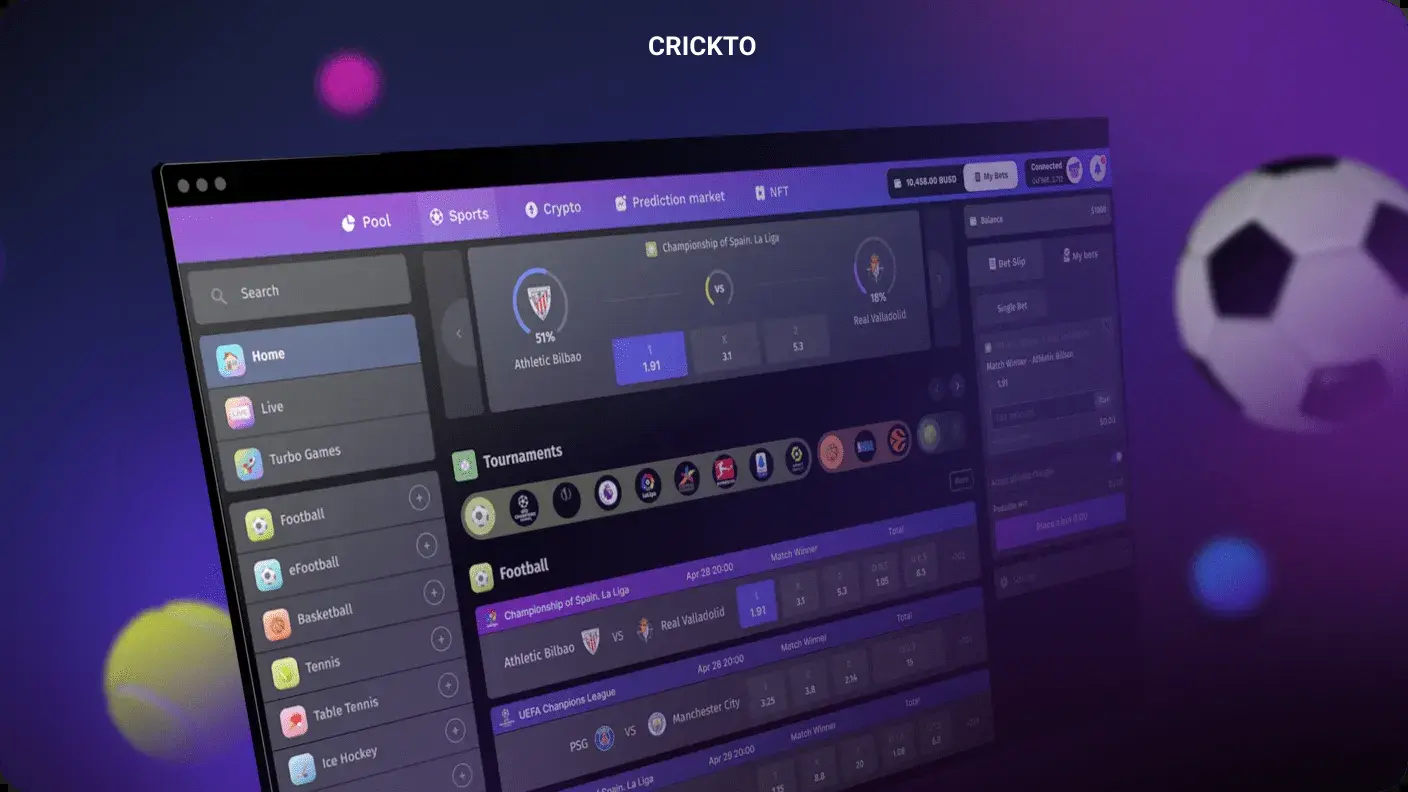 CRICKTO
Pool
Sports
Crypto
Prediction market
NFT
10,458.00 BUSD
My Bets
Connected
Search
Home
Live
Turbo Games
Football
eFootball
Basketball
Tennis
Table Tennis
Ice Hockey
Championship of Spain. La Liga
51%
Athletic Bilbao
VS
18%
Real Valladolid
1
1.91
X
3.1
2
5.3
Tournaments
Football
Championship of Spain. La Liga
Apr 28 20:00
Match Winner
Total
Athletic Bilbao
VS
Real Valladolid
1
1.91
3.1
5.3
1.05
6.5
UEFA Chanpions League
Apr 28 20:00
Match Winner
Total
PSG
VS
Manchester City
3.25
3.8
2.14
15
Spain. La Liga
Apr 29 20:00
Match Winner
Total
1.15
8.8
20
1.08
6.3
Balance
Bet Slip
My bets
Single Bet
Match Winner - Athletic Bilbao
1.91
Place a bet 0.00